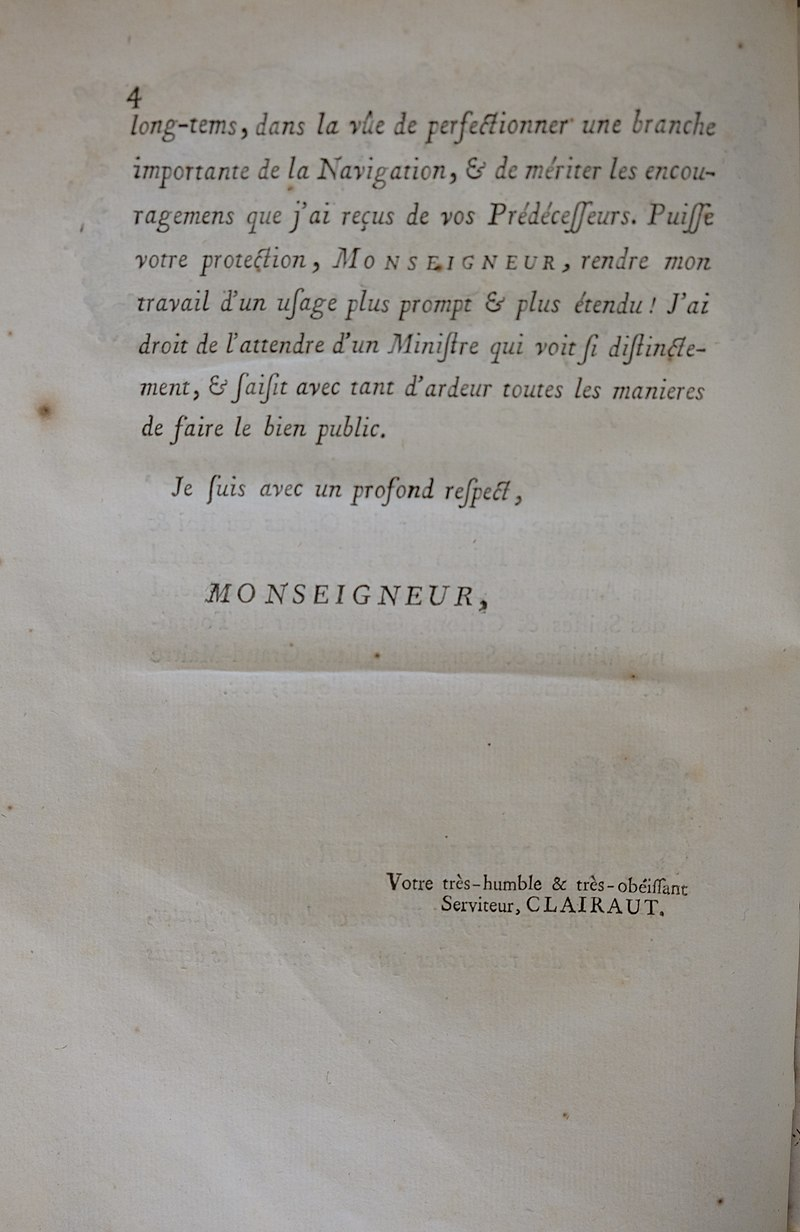 4
long-tems, dans la vûe de perfectionner une branche
importante de la Navigation, & de mériter les encou-
ragemens que j'ai reçus de vos Prédéceſſeurs. Puiſſe
votre protection, MONSEIGNEUR, rendre mon
travail d'un uſage plus prompt & plus étendu! J'ai
droit de l'attendre d'un Miniſtre qui voit ſi diſtincte-
ment, & ſaiſit avec tant d'ardeur toutes les manieres
de faire le bien public.
Je ſuis avec un profond reſpect,
MONSEIGNEUR,
Votre très-humble & très-obéiſſant
Serviteur, CLAIRAUT.